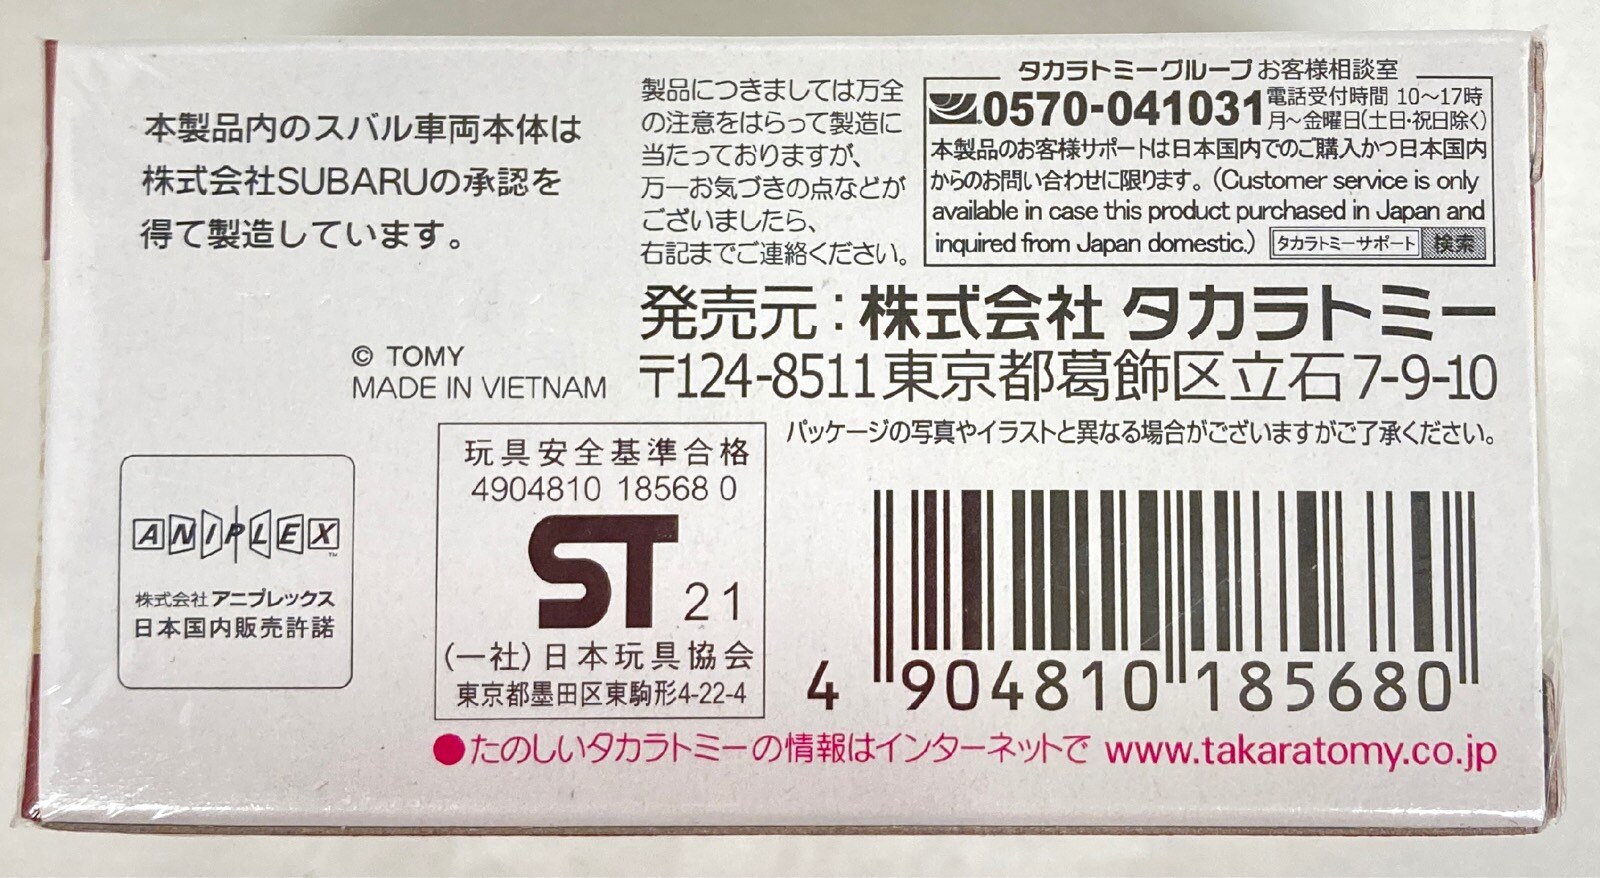 本製品内のスバル車両本体は
株式会社SUBARUの承認を
得て製造しています。
製品につきましては万全
の注意をはらって製造に
当たっておりますが、
万一お気づきの点などが
ございましたら、
右記までご連絡ください。
タカラトミーグループ お客様相談室
0570-041031 電話受付時間 10〜17時
月〜金曜日(土日・祝日除く)
本製品のお客様サポートは日本国内でのご購入かつ日本国内
からのお問い合わせに限ります。(Customer service is only
available in case this product purchased in Japan and
inquired from Japan domestic.) タカラトミーサポート 検索
発売元：株式会社 タカラトミー
〒124-8511 東京都葛飾区立石 7-9-10
© TOMY
MADE IN VIETNAM
パッケージの写真やイラストと異なる場合がございますがご了承ください。
ANIPLEX™
株式会社アニプレックス
日本国内販売許諾
玩具安全基準合格
4904810 18568 0
ST 21
(一社) 日本玩具協会
東京都墨田区東駒形4-22-4
4 904810 185680
●たのしいタカラトミーの情報はインターネットで www.takaratomy.co.jp